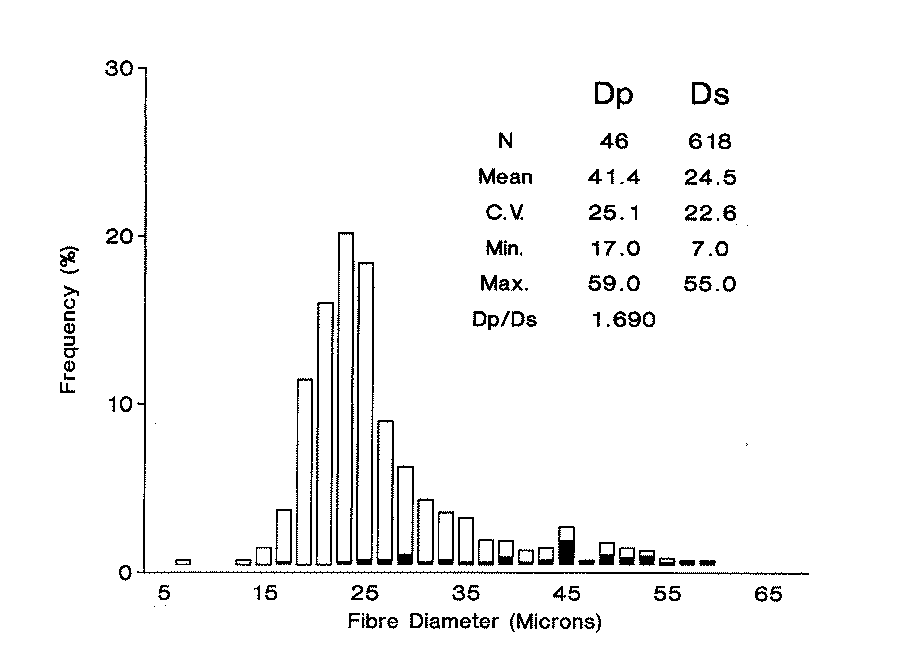 30
20
10
0
Frequency (%)
Dp Ds
N 46 618
Mean 41.4 24.5
C.V. 25.1 22.6
Min. 17.0 7.0
Max. 59.0 55.0
Dp/Ds 1.690
5 15 25 35 45 55 65
Fibre Diameter (Microns)